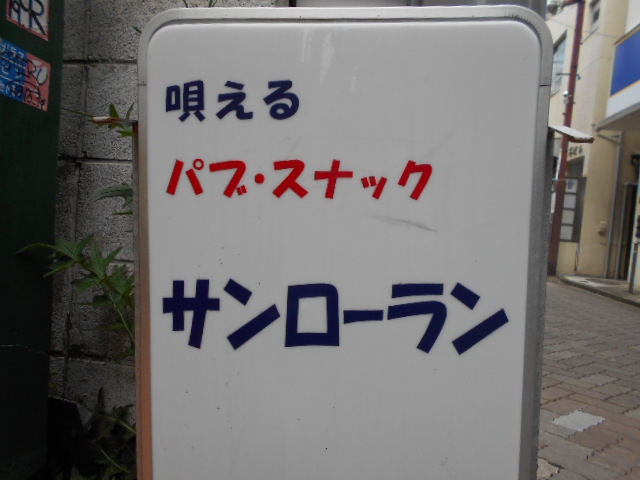 唄える
パブ・スナック
サンローラン